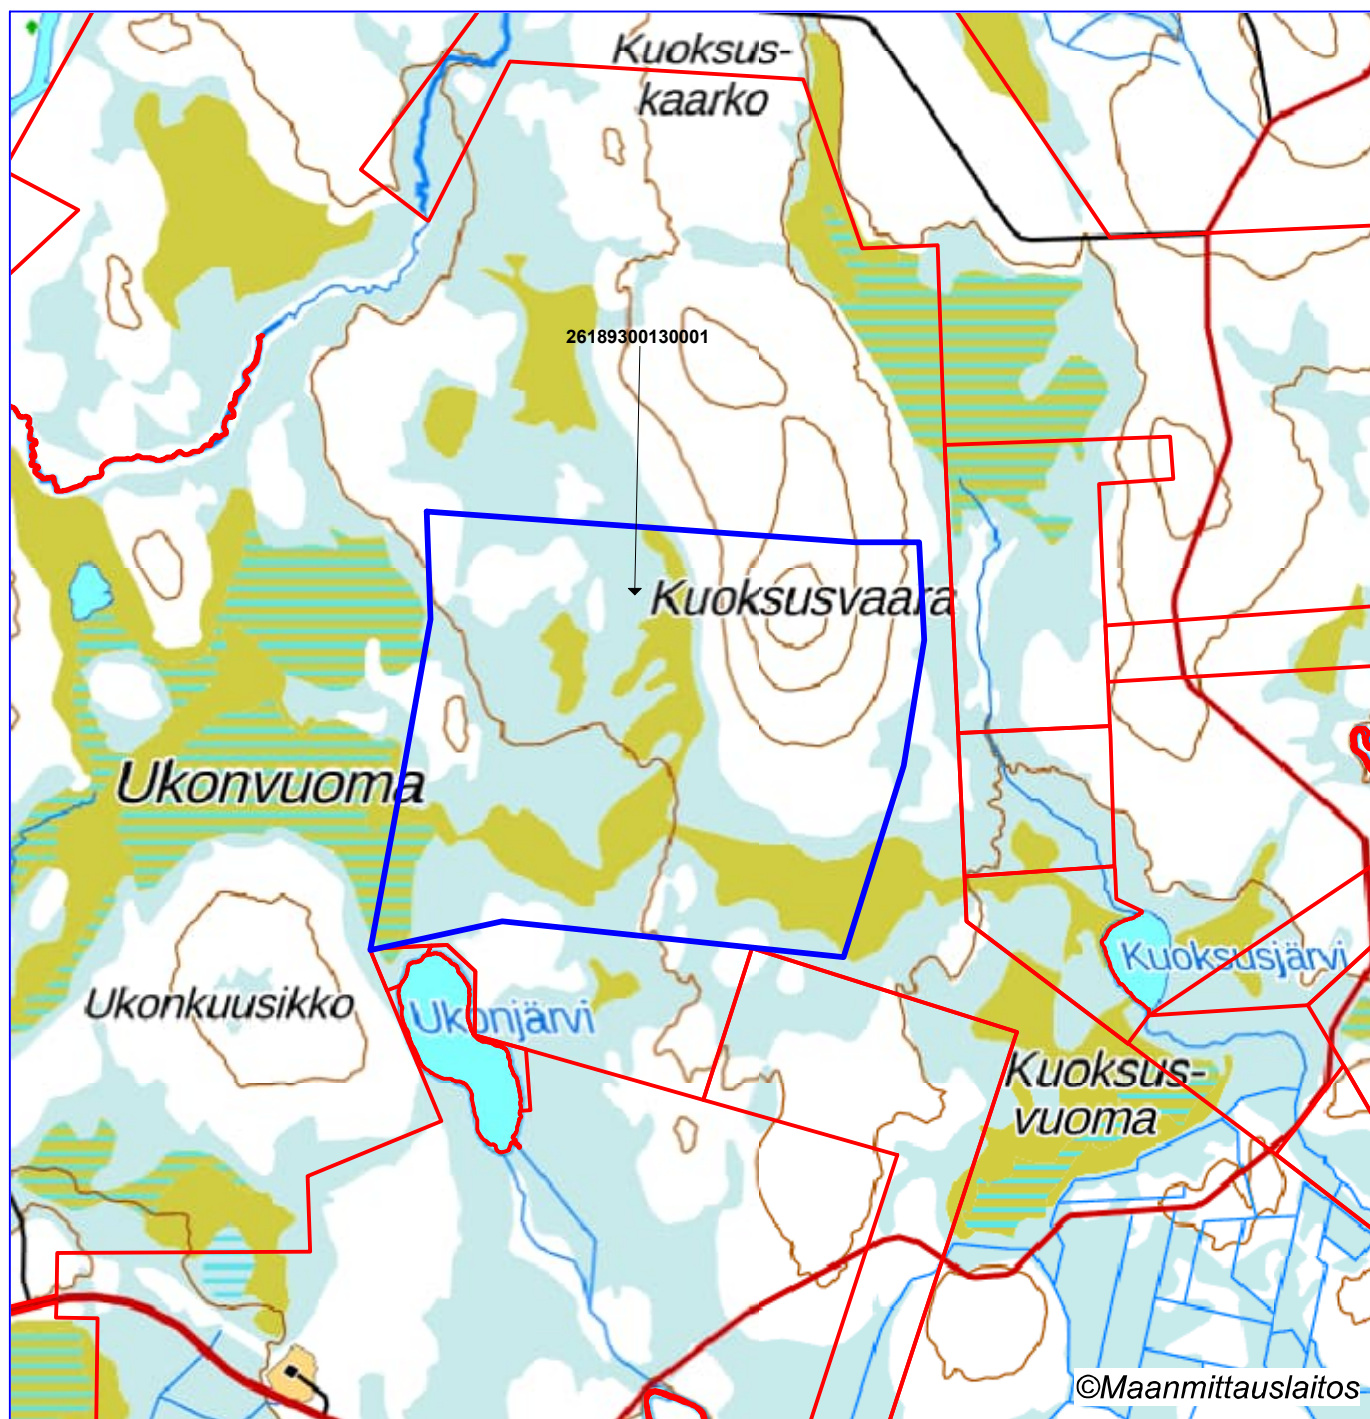 Kuoksus-
kaarko
26189300130001
Kuoksusvaara
Ukonvuoma
Kuoksusjärvi
Ukonkuusikko
Ukonjärvi
Kuoksus-
vuoma
©Maanmittauslaitos